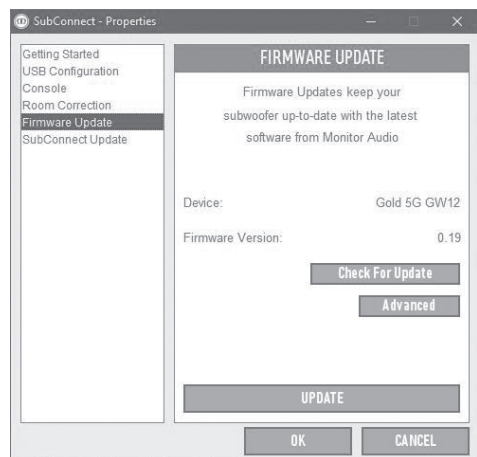 SubConnect - Properties
Getting Started
USB Configuration
Console
Room Correction
Firmware Update
SubConnect Update
FIRMWARE UPDATE
Firmware Updates keep your
subwoofer up-to-date with the latest
software from Monitor Audio
Device: Gold 5G GW12
Firmware Version: 0.19
Check For Update
Advanced
UPDATE
OK CANCEL